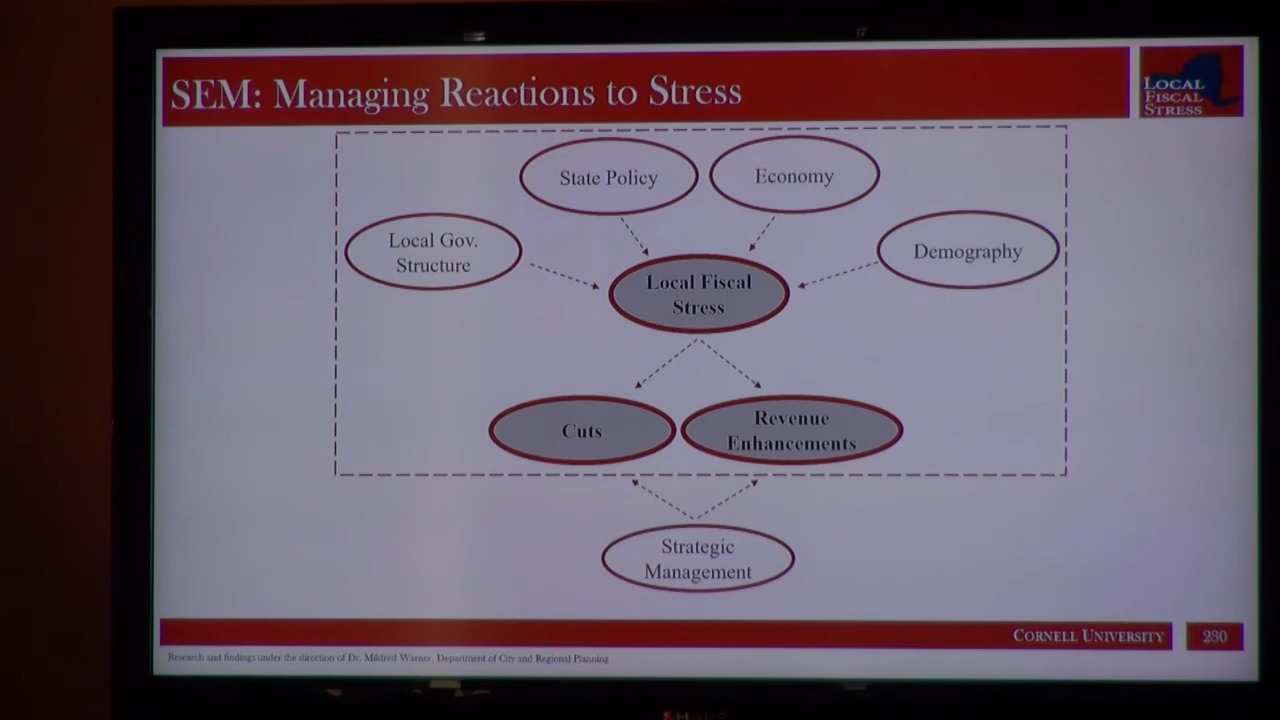 SEM: Managing Reactions to Stress
LOCAL
FISCAL
STRESS
State Policy
Economy
Local Gov.
Structure
Demography
Local Fiscal
Stress
Cuts
Revenue
Enhancements
Strategic
Management
CORNELL UNIVERSITY
230
Research and findings under the direction of Dr. Mildred Warner, Department of City and Regional Planning
SHARP